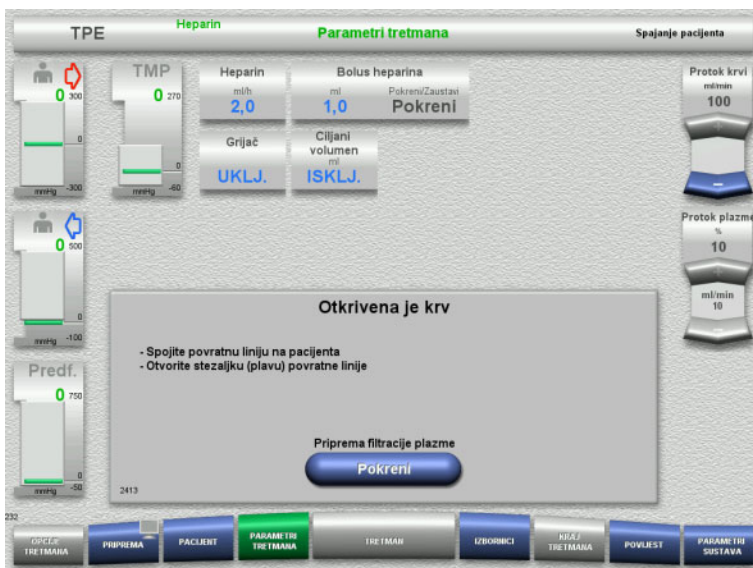 TPE
Heparin
Parametri tretmana
Spajanje pacijenta
0 300
0
mmHg -300
TMP
0 270
0
mmHg -60
Heparin
ml/h
2,0
Bolus heparina
ml Pokreni/Zaustavi
1,0 Pokreni
Grijač
UKLJ.
Ciljani
volumen
ml
ISKLJ.
Protok krvi
ml/min
100
+
–
0 500
0
mmHg -100
Protok plazme
%
10
+
ml/min
10
–
Predf.
0 750
0
mmHg -50
Otkrivena je krv
- Spojite povratnu liniju na pacijenta
- Otvorite stezaljku (plavu) povratne linije
Priprema filtracije plazme
Pokreni
2413
232
OPCIJE
TRETMANA
PRIPREMA
PACIJENT
PARAMETRI
TRETMANA
TRETMAN
IZBORNICI
KRAJ
TRETMANA
POVIJEST
PARAMETRI
SUSTAVA